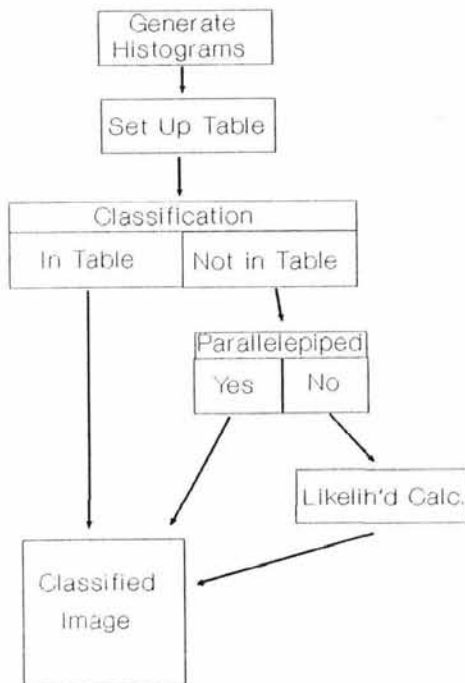 Generate
Histograms
Set Up Table
Classification
In Table
Not in Table
Parallelepiped
Yes
No
Likelih'd Calc.
Classified
Image